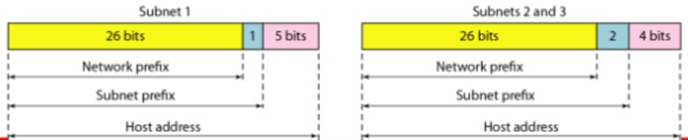 Subnet 1
26 bits 1 5 bits
Network prefix
Subnet prefix
Host address
Subnets 2 and 3
26 bits 2 4 bits
Network prefix
Subnet prefix
Host address